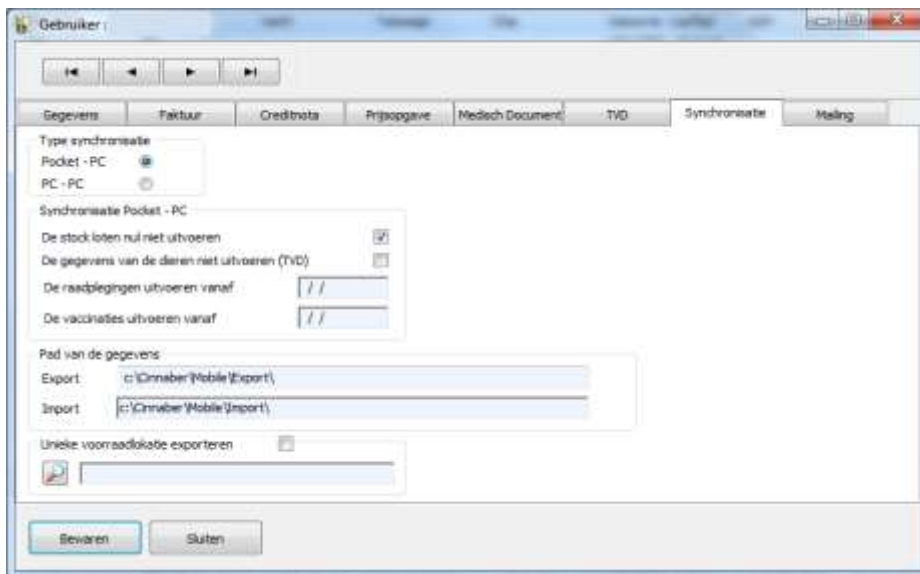 Gebruiker :
Gegevens Faktuur Creditnota Prijsopgave Medisch Document TVD Synchronisatie Mailing
Type synchronisatie
Pocket - PC
PC - PC
Synchronisatie Pocket - PC
De stock loten nul niet uitvoeren
De gegevens van de dieren niet uitvoeren (TVD)
De raadplegingen uitvoeren vanaf / /
De vaccinaties uitvoeren vanaf / /
Pad van de gegevens
Export c:\Cinnaber\Mobile\Export\
Import c:\Cinnaber\Mobile\Import\
Unieke voorraadlokatie exporteren
Bewaren Sluiten